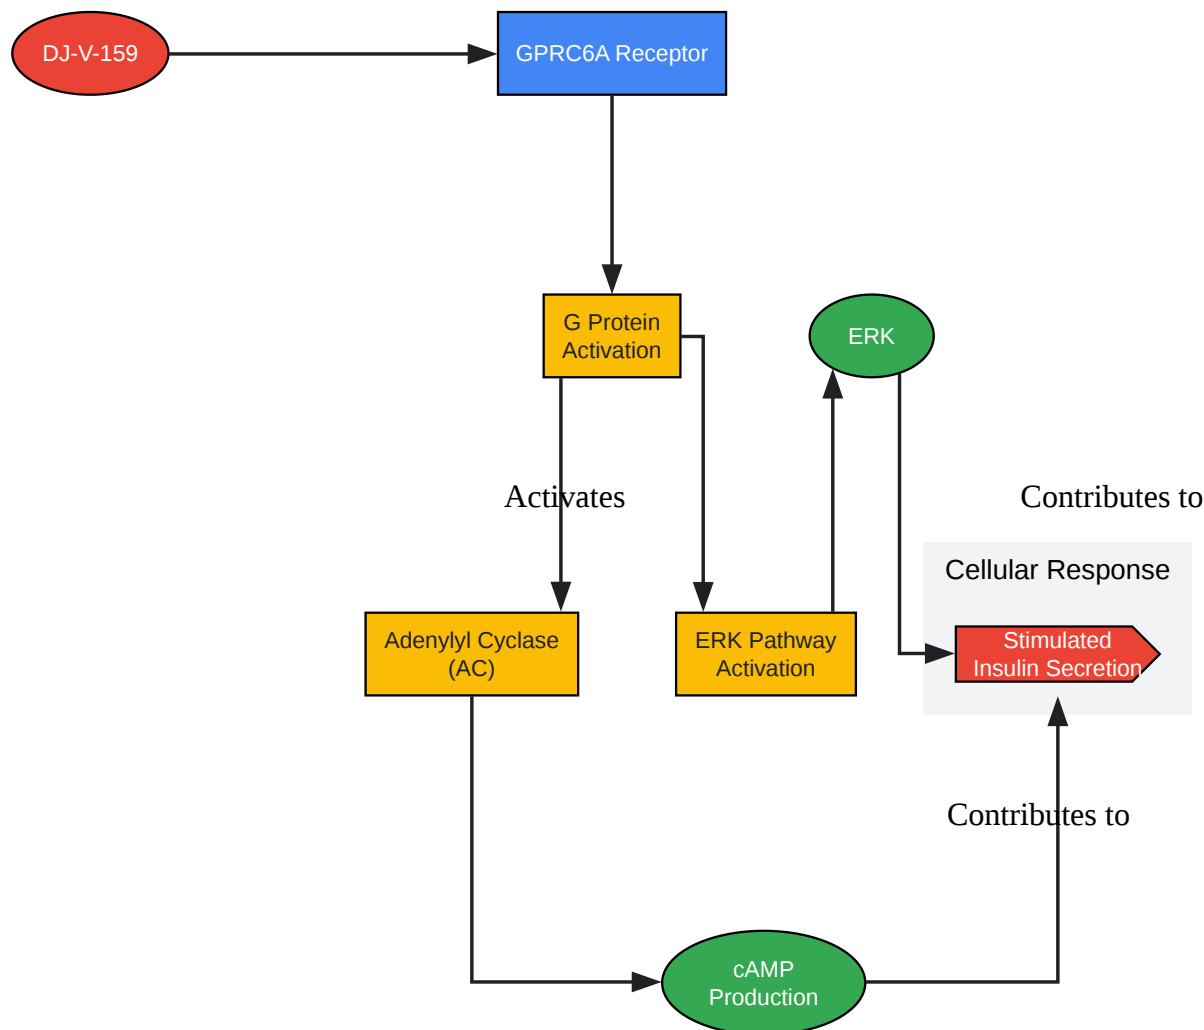 DJ-V-159
GPRC6A Receptor
G Protein
Activation
ERK
Activates
Contributes to
Cellular Response
Adenylyl Cyclase
(AC)
ERK Pathway
Activation
Stimulated
Insulin Secretion
Contributes to
cAMP
Production